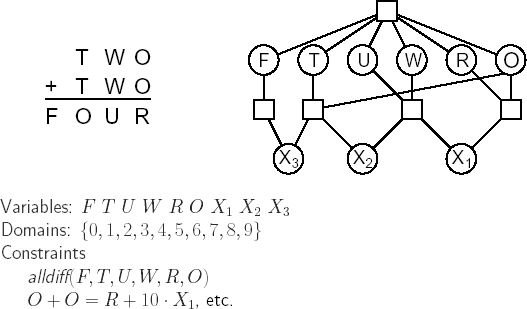 T W O
+ T W O
F O U R
F T U W R O
X3 X2 X1
Variables: F T U W R O X1 X2 X3
Domains: {0, 1, 2, 3, 4, 5, 6, 7, 8, 9}
Constraints
alldiff(F, T, U, W, R, O)
O + O = R + 10 · X1, etc.